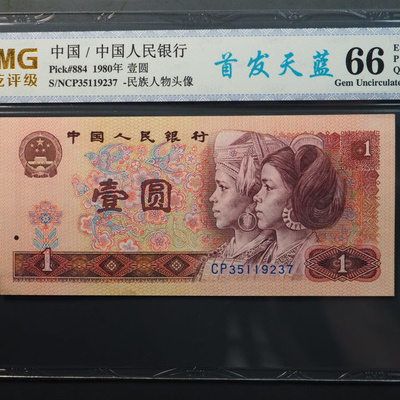 MG
评级
中国 / 中国人民银行
Pick#884 1980年 壹圆
S/NCP35119237 -民族人物头像
首发天蓝
66
Gem Uncirculate
中国人民银行
1
壹圆
CP35119237
1
1